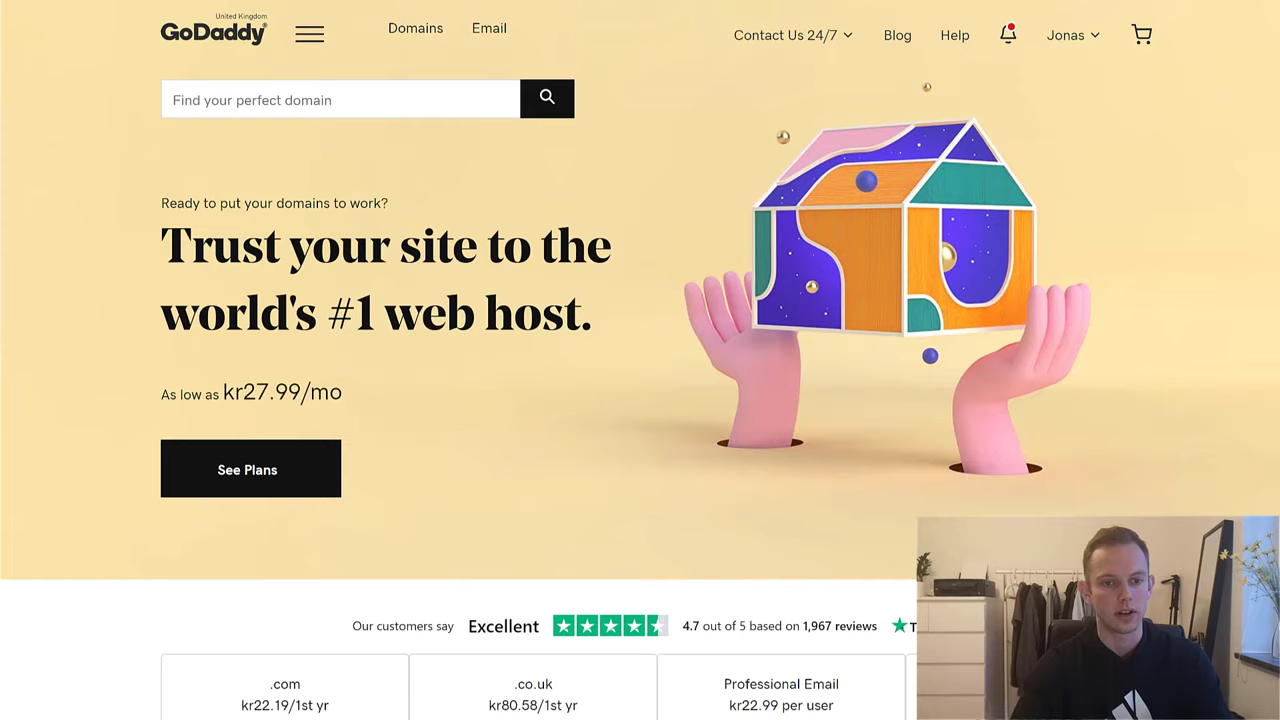 United Kingdom
GoDaddy®
Domains
Email
Contact Us 24/7
Blog
Help
Jonas
Find your perfect domain
Ready to put your domains to work?
Trust your site to the
world's #1 web host.
As low as kr27.99/mo
See Plans
Our customers say Excellent 4.7 out of 5 based on 1,967 reviews
.com
kr22.19/1st yr
.co.uk
kr80.58/1st yr
Professional Email
kr22.99 per user